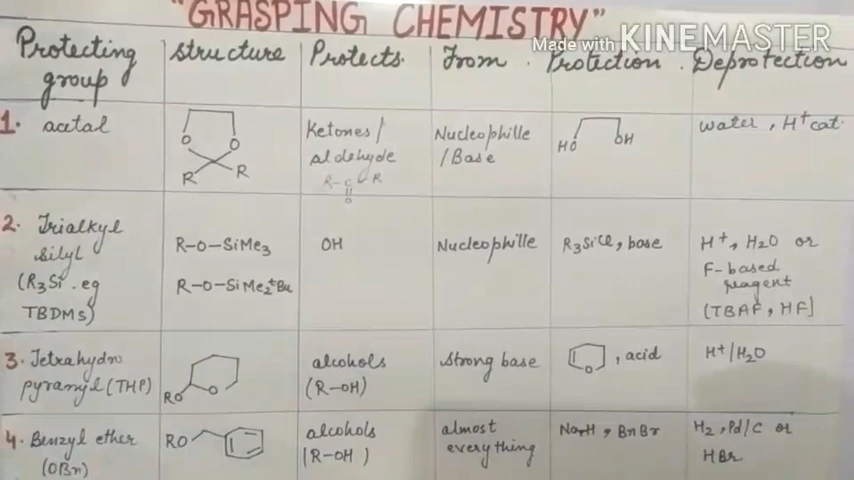 "GRASPING CHEMISTRY"
Made with KINEMASTER
Protecting group | Structure | Protects | From. | Protection. | Deprotection
1. acetal | O O R R | Ketones/ aldehyde R-C-R O | Nucleophille /Base | HO OH | water, H+ cat.
2. Trialkyl silyl (R3Si. eg TBDMS) | R-O-SiMe3 R-O-SiMe2tBu | OH | Nucleophille | R3SiCl, base | H+, H2O or F-based reagent (TBAF, HF]
3. Tetrahydro pyramyl (THP) | RO O | alcohols (R-OH) | strong base | O, acid | H+/H2O
4. Benzyl ether (OBn) | RO | alcohols (R-OH) | almost everything | NaH, BnBr | H2, Pd/C or HBr